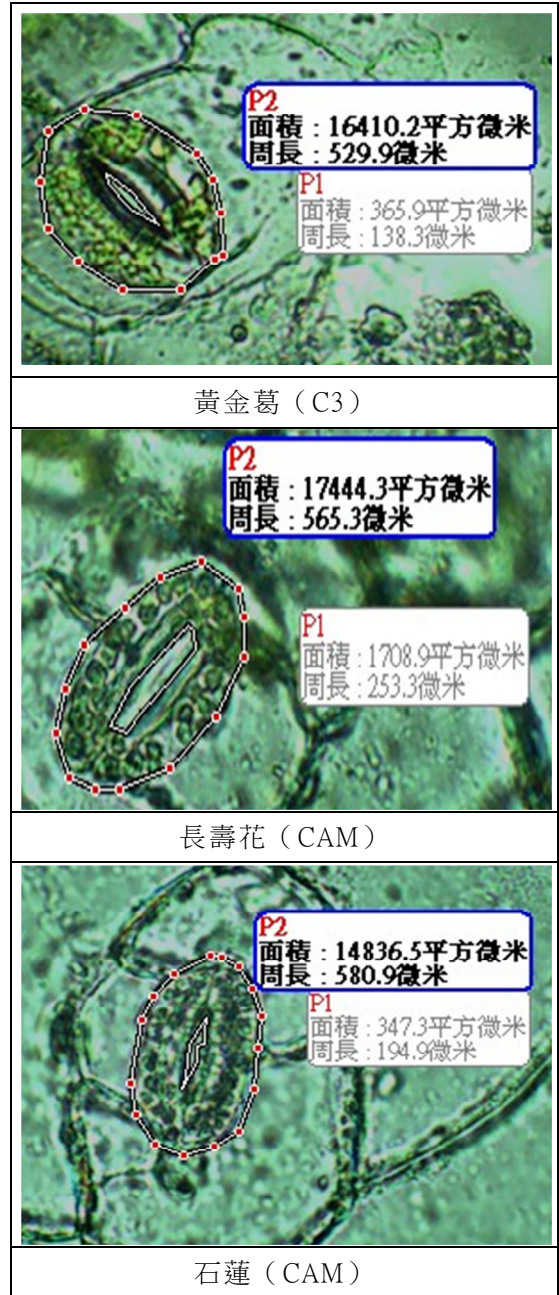 P2
面積：16410.2平方微米
周長：529.9微米
P1
面積：365.9平方微米
周長：138.3微米
黃金葛（C3）
P2
面積：17444.3平方微米
周長：565.3微米
P1
面積：1708.9平方微米
周長：253.3微米
長壽花（CAM）
P2
面積：14836.5平方微米
周長：580.9微米
P1
面積：347.3平方微米
周長：194.9微米
石蓮（CAM）